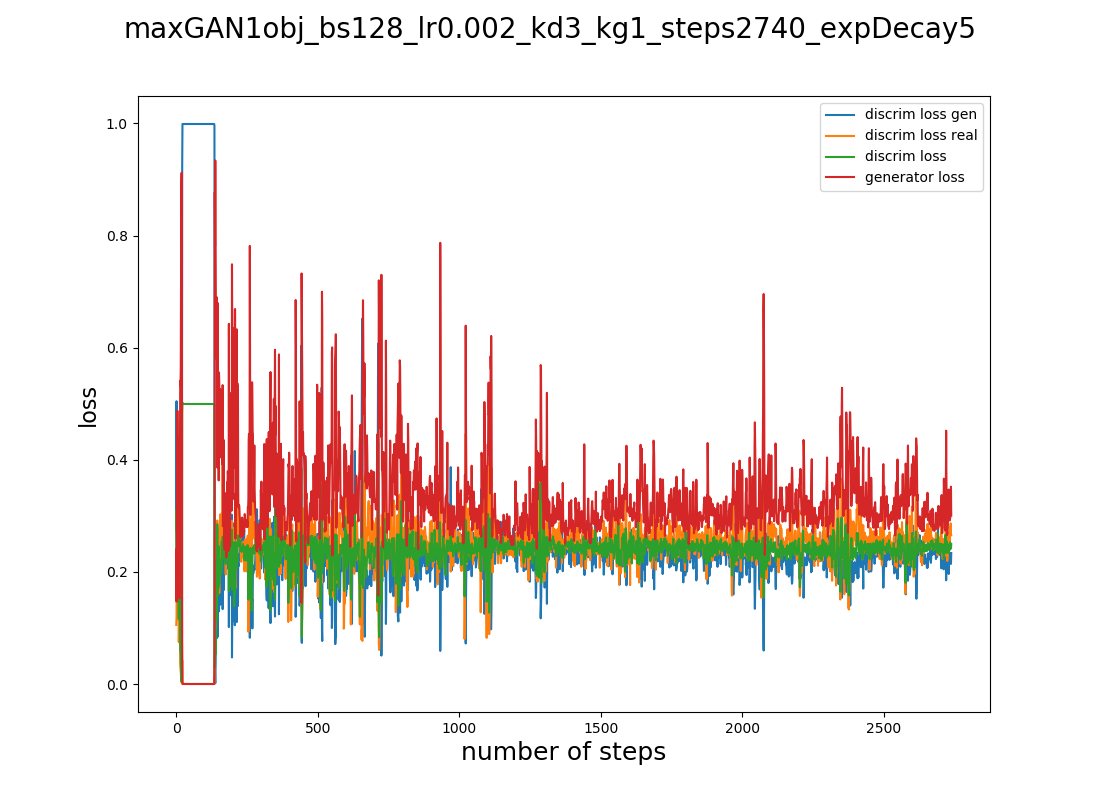 maxGAN1obj_bs128_lr0.002_kd3_kg1_steps2740_expDecay5
discrim loss gen
discrim loss real
discrim loss
generator loss
1.0
0.8
0.6
0.4
0.2
0.0
loss
0 500 1000 1500 2000 2500
number of steps